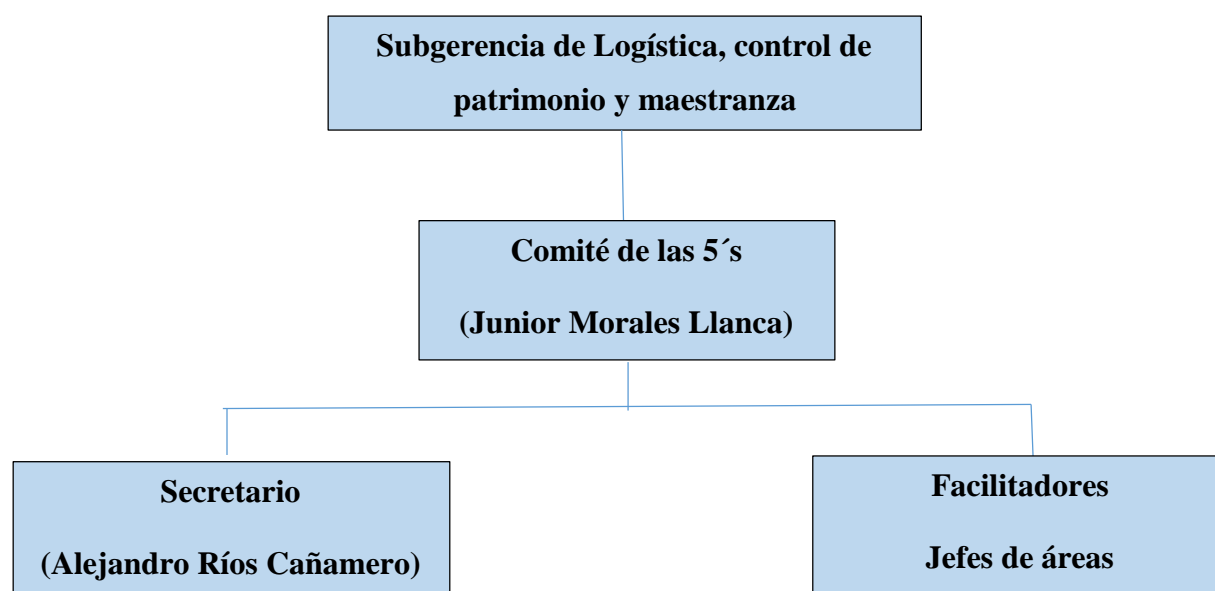 Subgerencia de Logística, control de
patrimonio y maestranza
Comité de las 5´s
(Junior Morales Llanca)
Secretario
(Alejandro Ríos Cañamero)
Facilitadores
Jefes de áreas